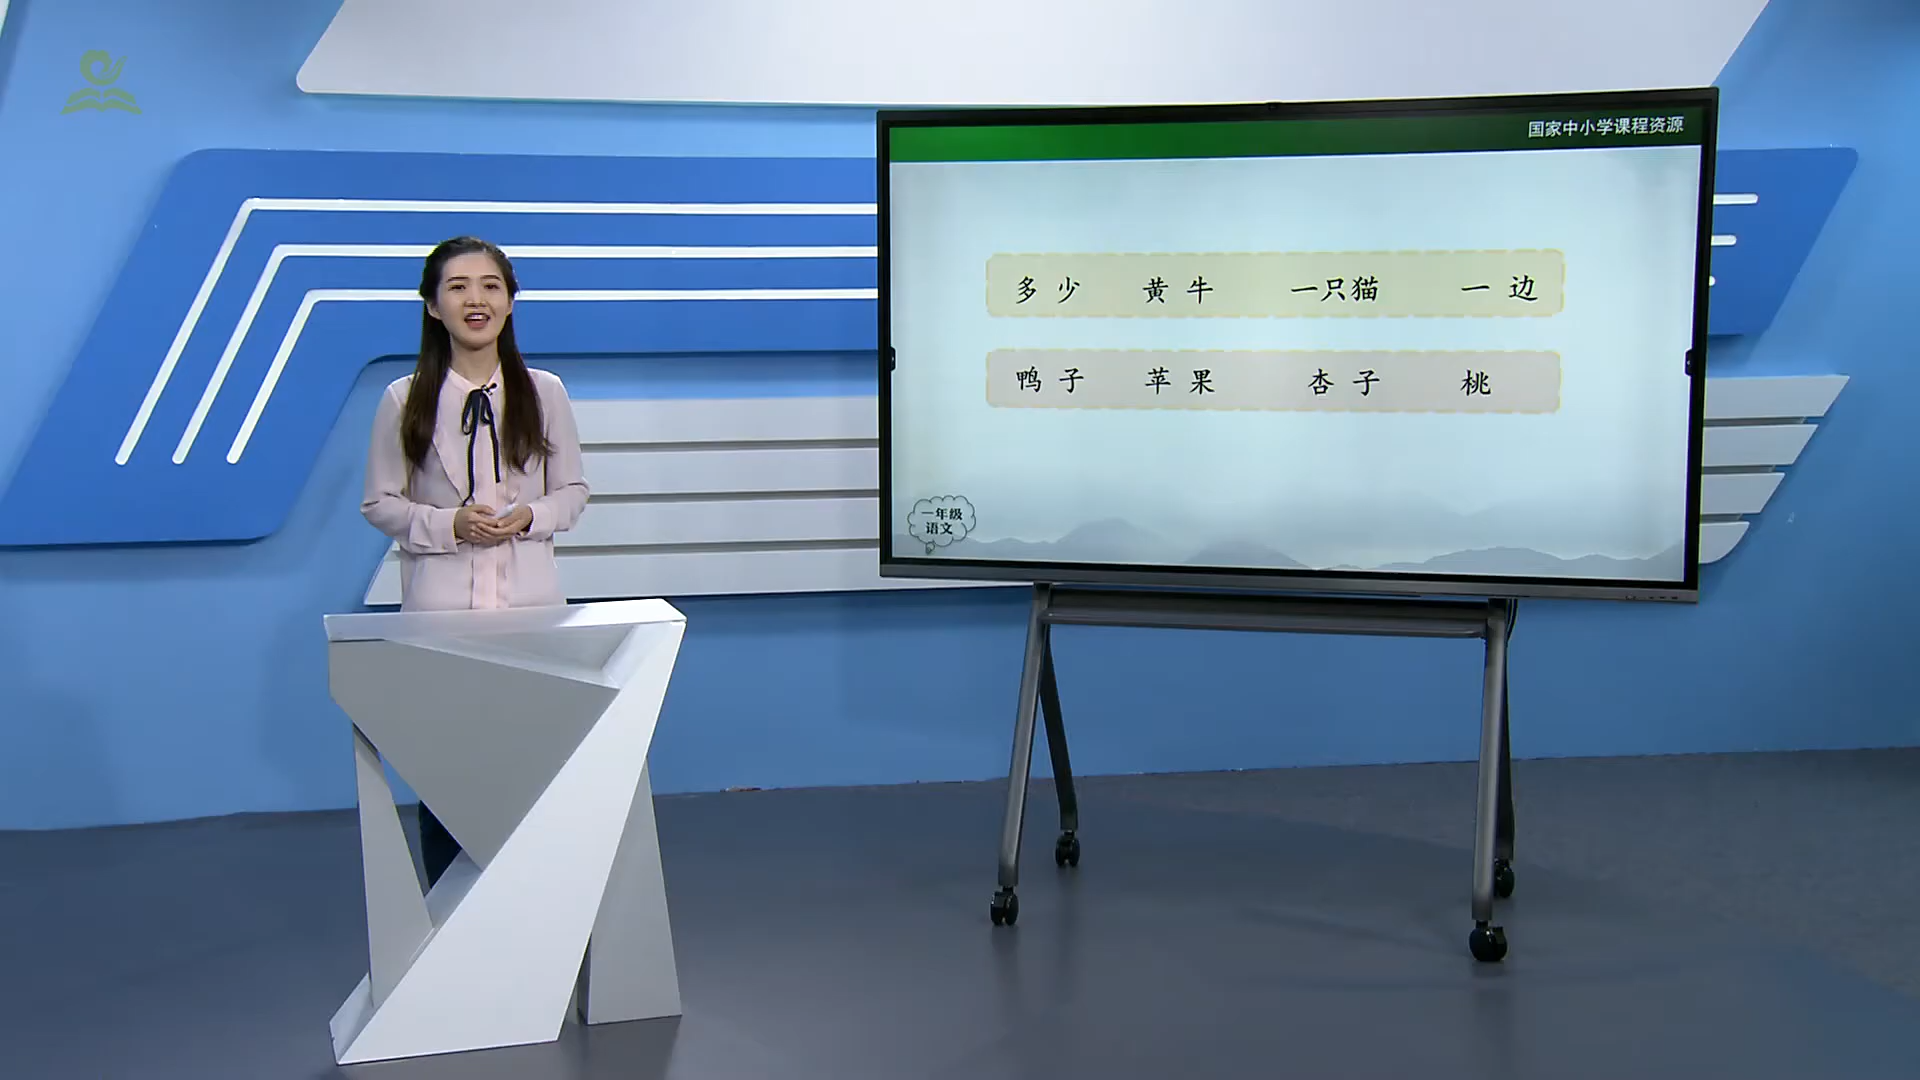 国家中小学课程资源
多 少 黄 牛 一只猫 一 边
鸭 子 苹 果 杏 子 桃
一年级
语文